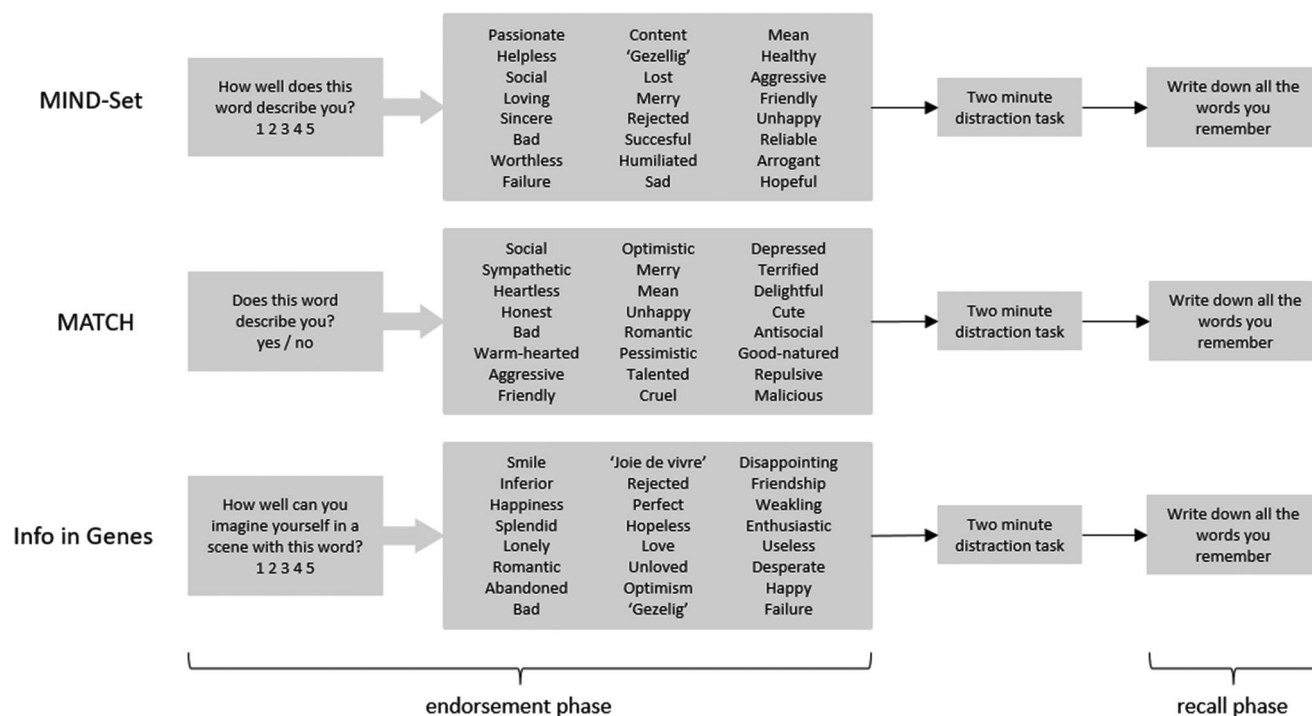 MIND-Set
How well does this
word describe you?
1 2 3 4 5
Passionate Content Mean
Helpless ‘Gezellig’ Healthy
Social Lost Aggressive
Loving Merry Friendly
Sincere Rejected Unhappy
Bad Succesful Reliable
Worthless Humiliated Arrogant
Failure Sad Hopeful
Two minute
distraction task
Write down all the
words you
remember
MATCH
Does this word
describe you?
yes / no
Social Optimistic Depressed
Sympathetic Merry Terrified
Heartless Mean Delightful
Honest Unhappy Cute
Bad Romantic Antisocial
Warm-hearted Pessimistic Good-natured
Aggressive Talented Repulsive
Friendly Cruel Malicious
Two minute
distraction task
Write down all the
words you
remember
Info in Genes
How well can you
imagine yourself in a
scene with this word?
1 2 3 4 5
Smile ‘Joie de vivre’ Disappointing
Inferior Rejected Friendship
Happiness Perfect Weakling
Splendid Hopeless Enthusiastic
Lonely Love Useless
Romantic Unloved Desperate
Abandoned Optimism Happy
Bad ‘Gezelig’ Failure
Two minute
distraction task
Write down all the
words you
remember
endorsement phase
recall phase